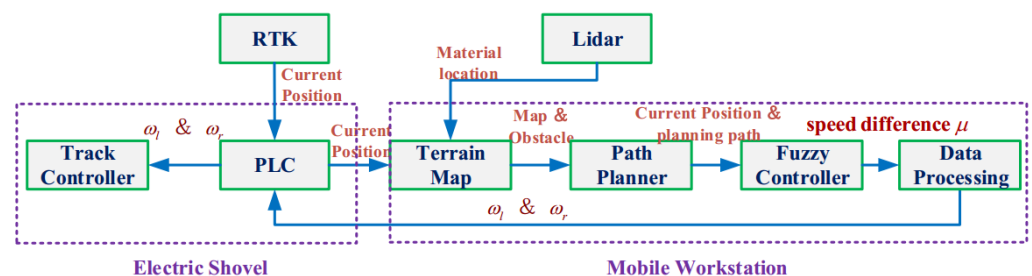 RTK
Lidar
Current
Position
Material
location
ω_l & ω_r
Current
Position
Map &
Obstacle
Current Position &
planning path
speed difference μ
Track
Controller
PLC
Terrain
Map
Path
Planner
Fuzzy
Controller
Data
Processing
ω_l & ω_r
Electric Shovel
Mobile Workstation